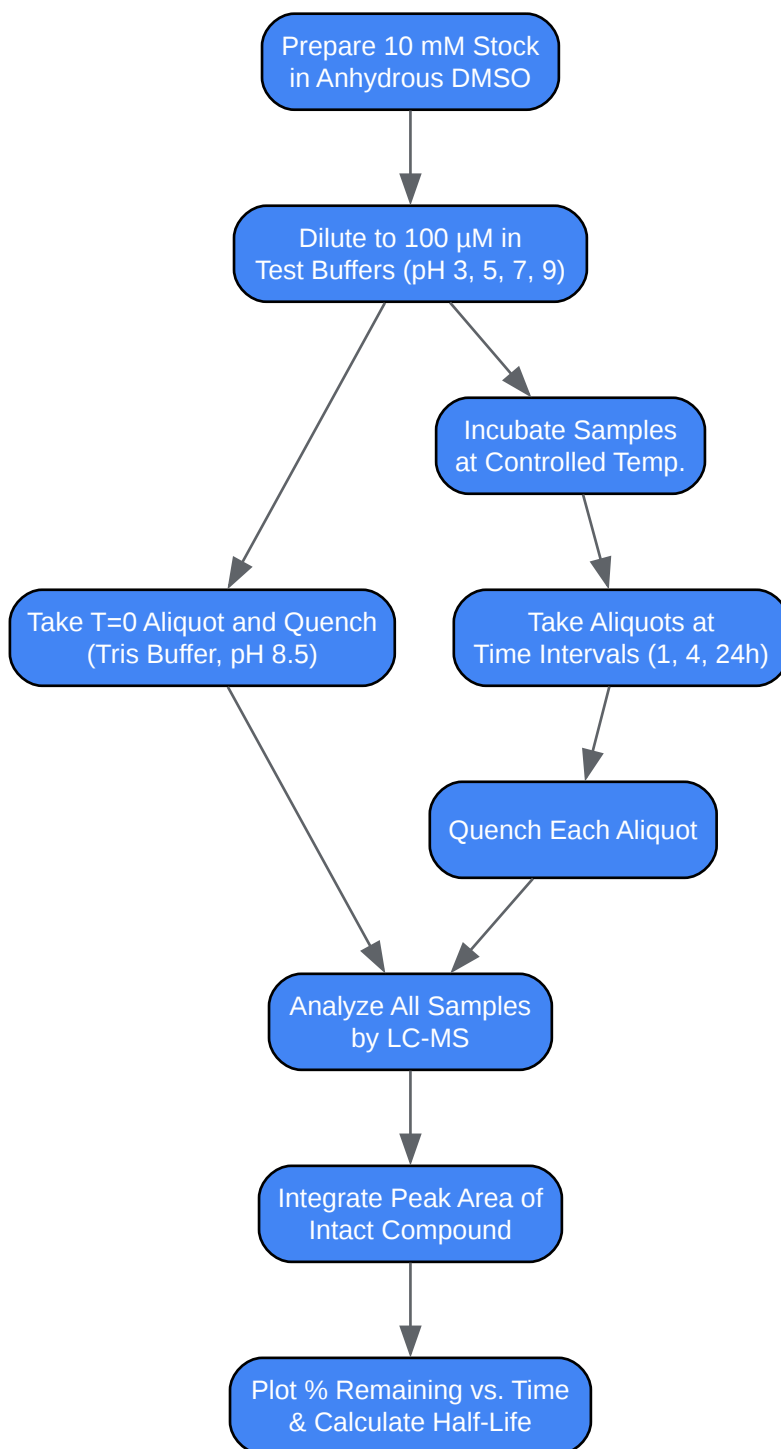 Prepare 10 mM Stock
in Anhydrous DMSO
Dilute to 100 µM in
Test Buffers (pH 3, 5, 7, 9)
Incubate Samples
at Controlled Temp.
Take T=0 Aliquot and Quench
(Tris Buffer, pH 8.5)
Take Aliquots at
Time Intervals (1, 4, 24h)
Quench Each Aliquot
Analyze All Samples
by LC-MS
Integrate Peak Area of
Intact Compound
Plot % Remaining vs. Time
& Calculate Half-Life